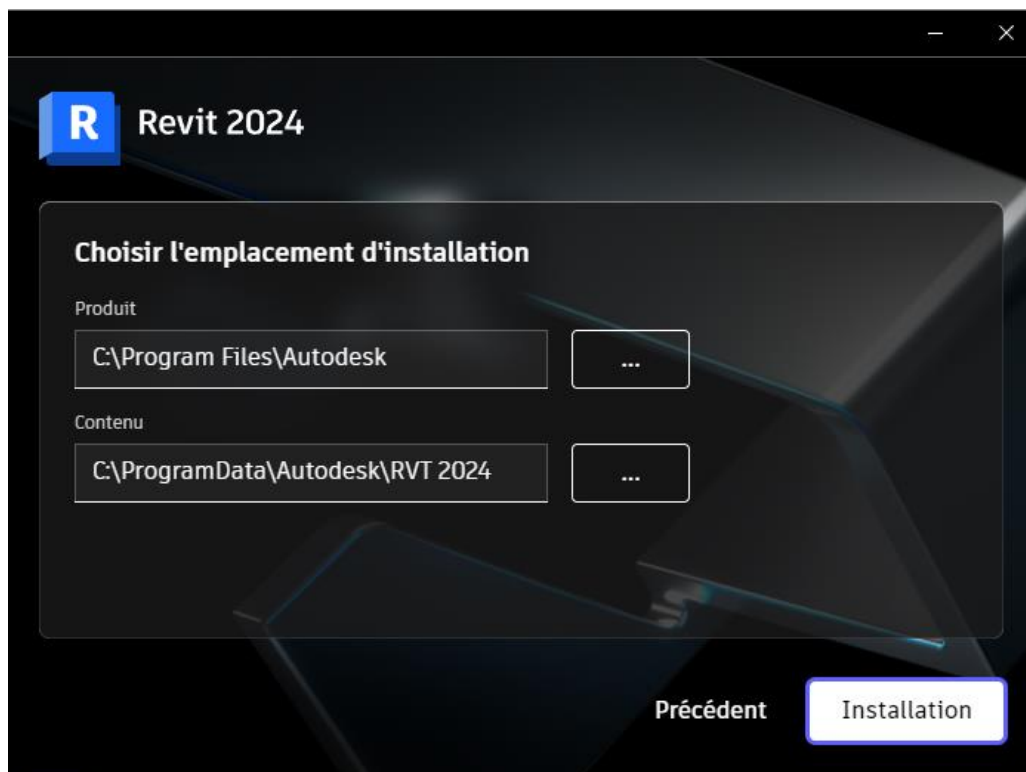 R Revit 2024
Choisir l'emplacement d'installation
Produit
C:\Program Files\Autodesk ...
Contenu
C:\ProgramData\Autodesk\RVT 2024 ...
Précédent Installation